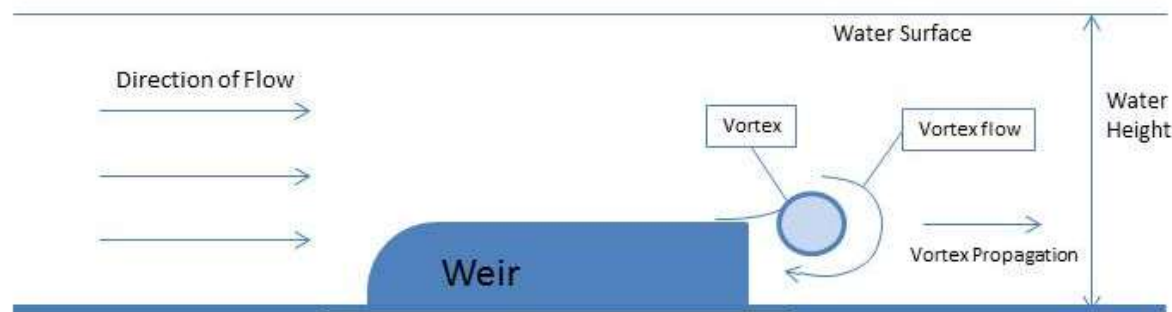 Water Surface
Direction of Flow
Water
Height
Vortex
Vortex flow
Vortex Propagation
Weir